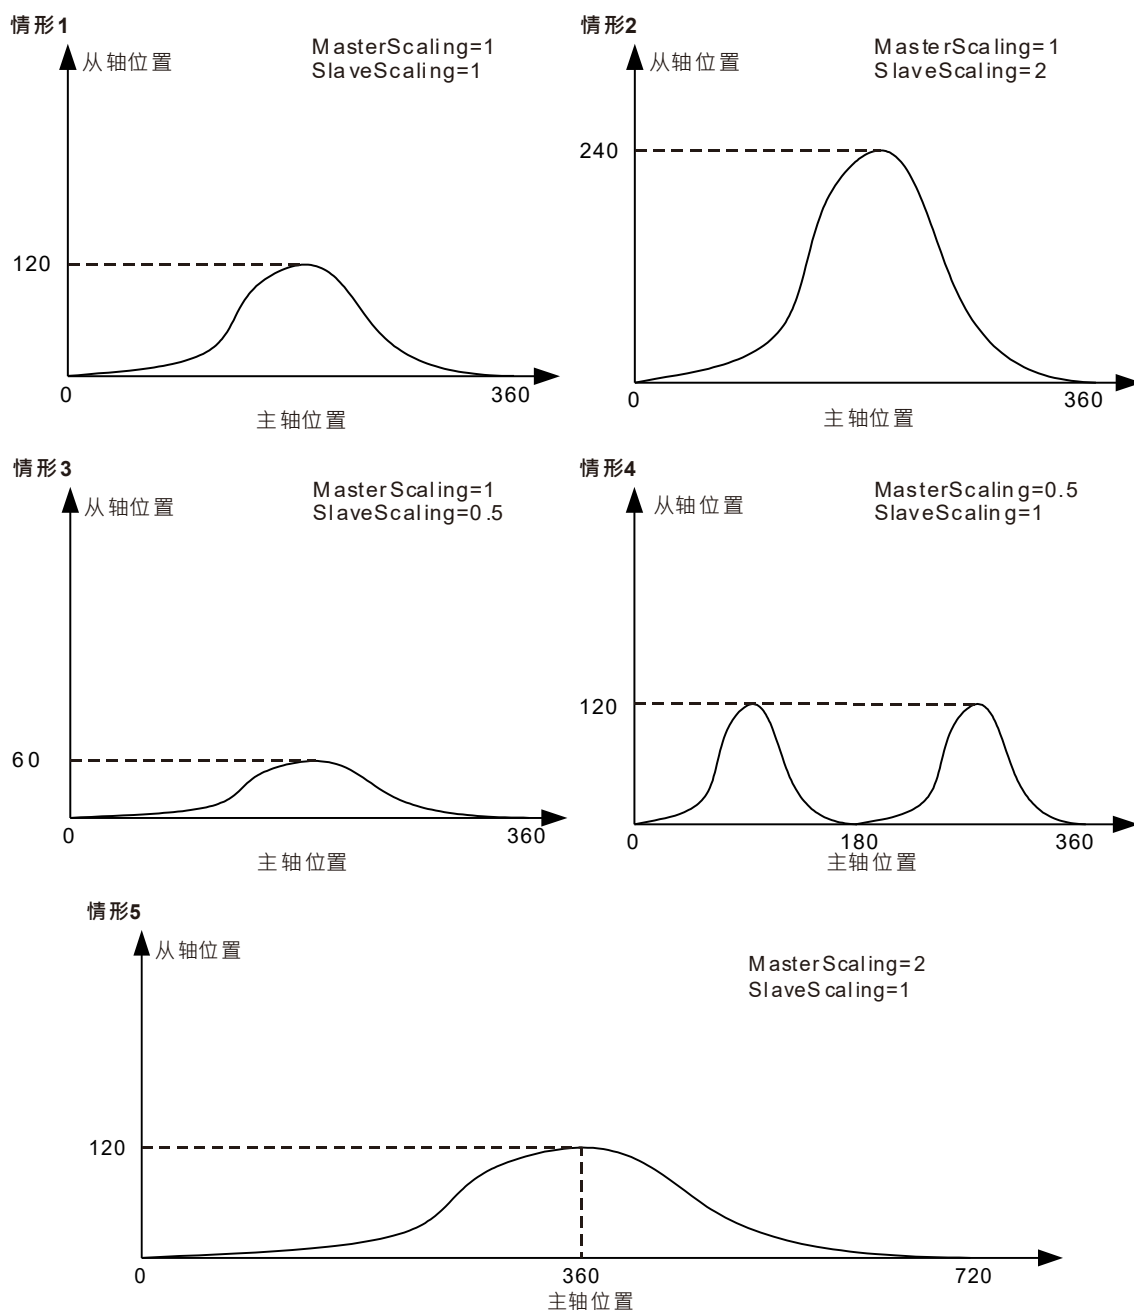 情形1
从轴位置
MasterScaling=1
SlaveScaling=1
120
0
360
主轴位置
情形2
从轴位置
MasterScaling=1
SlaveScaling=2
240
0
360
主轴位置
情形3
从轴位置
MasterScaling=1
SlaveScaling=0.5
60
0
360
主轴位置
情形4
从轴位置
MasterScaling=0.5
SlaveScaling=1
120
0
180
360
主轴位置
情形5
从轴位置
MasterScaling=2
SlaveScaling=1
120
0
360
720
主轴位置